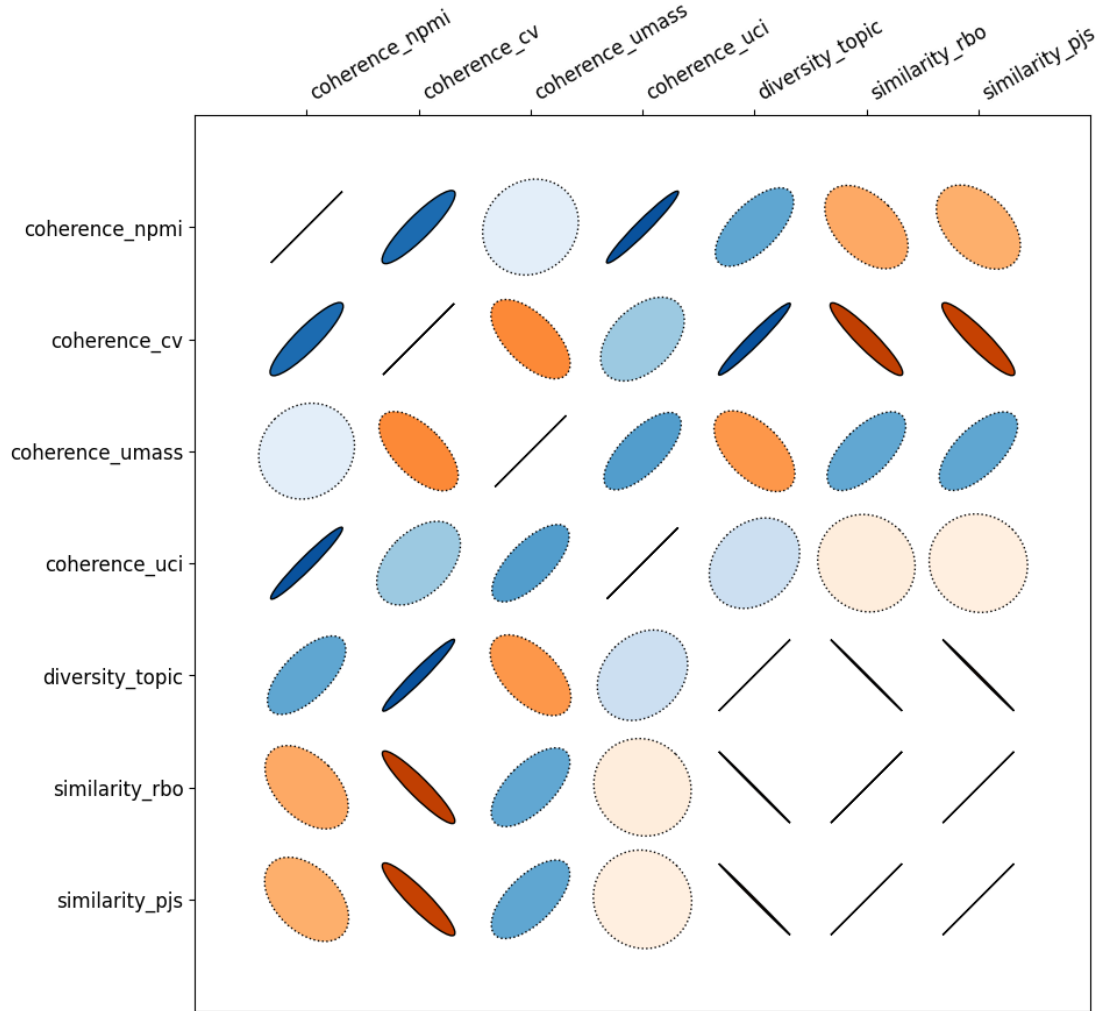 coherence_npmi
coherence_cv
coherence_umass
coherence_uci
diversity_topic
similarity_rbo
similarity_pjs
coherence_npmi
coherence_cv
coherence_umass
coherence_uci
diversity_topic
similarity_rbo
similarity_pjs